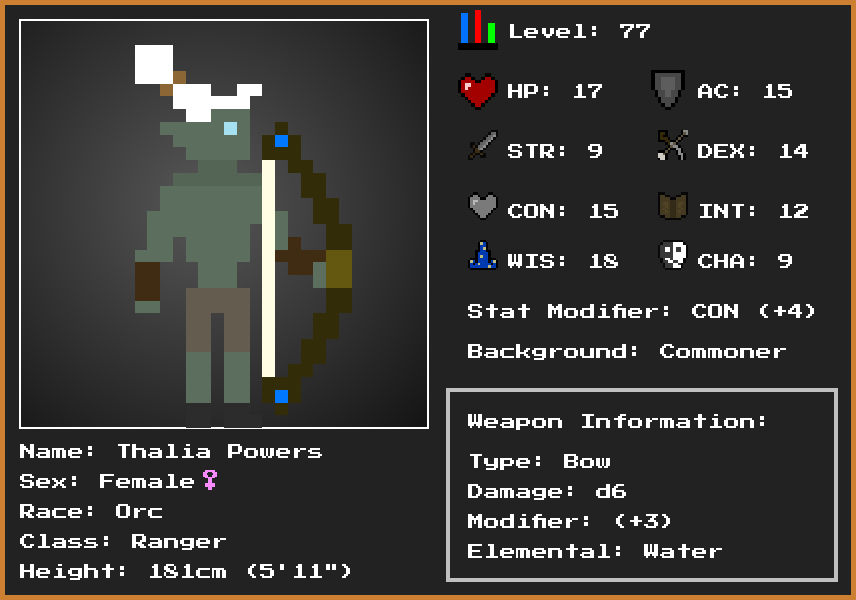 Level: 77
HP: 17
AC: 15
STR: 9
DEX: 14
CON: 15
INT: 12
WIS: 18
CHA: 9
Stat Modifier: CON (+4)
Background: Commoner
Weapon Information:
Type: Bow
Damage: d6
Modifier: (+3)
Elemental: Water
Name: Thalia Powers
Sex: Female♀
Race: Orc
Class: Ranger
Height: 181cm (5'11")